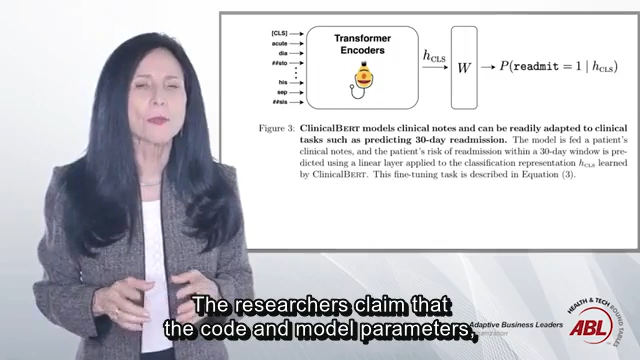 [CLS]
acute
dia
##sto
his
sep
##sis
Transformer
Encoders
hCLS
W
P(readmit = 1 | hCLS)
Figure 3: ClinicalBERT models clinical notes and can be readily adapted to clinical
tasks such as predicting 30-day readmission. The model is fed a patient's
clinical notes, and the patient's risk of readmission within a 30-day window is pre-
dicted using a linear layer applied to the classification representation hCLS learned
by ClinicalBERT. This fine-tuning task is described in Equation (3).
The researchers claim that
the code and model parameters,
Adaptive Business Leaders
HEALTH & TECH
ROUND TABLES
ABL